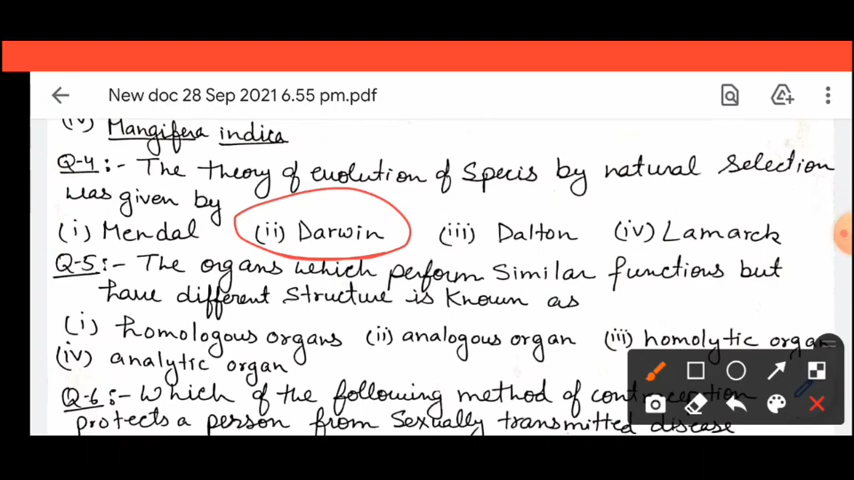 New doc 28 Sep 2021 6.55 pm.pdf
(iv) Mangifera indica
Q-4:- The theory of evolution of Specis by natural selection
was given by
(i) Mendal (ii) Darwin (iii) Dalton (iv) Lamarck
Q-5:- The organs which perform Similar functions but
have different Structure is known as
(i) homologous organs (ii) analogous organ (iii) homolytic organ
(iv) analytic organ
Q-6:- Which of the following method of contraception
protects a person from Sexually transmitted disease